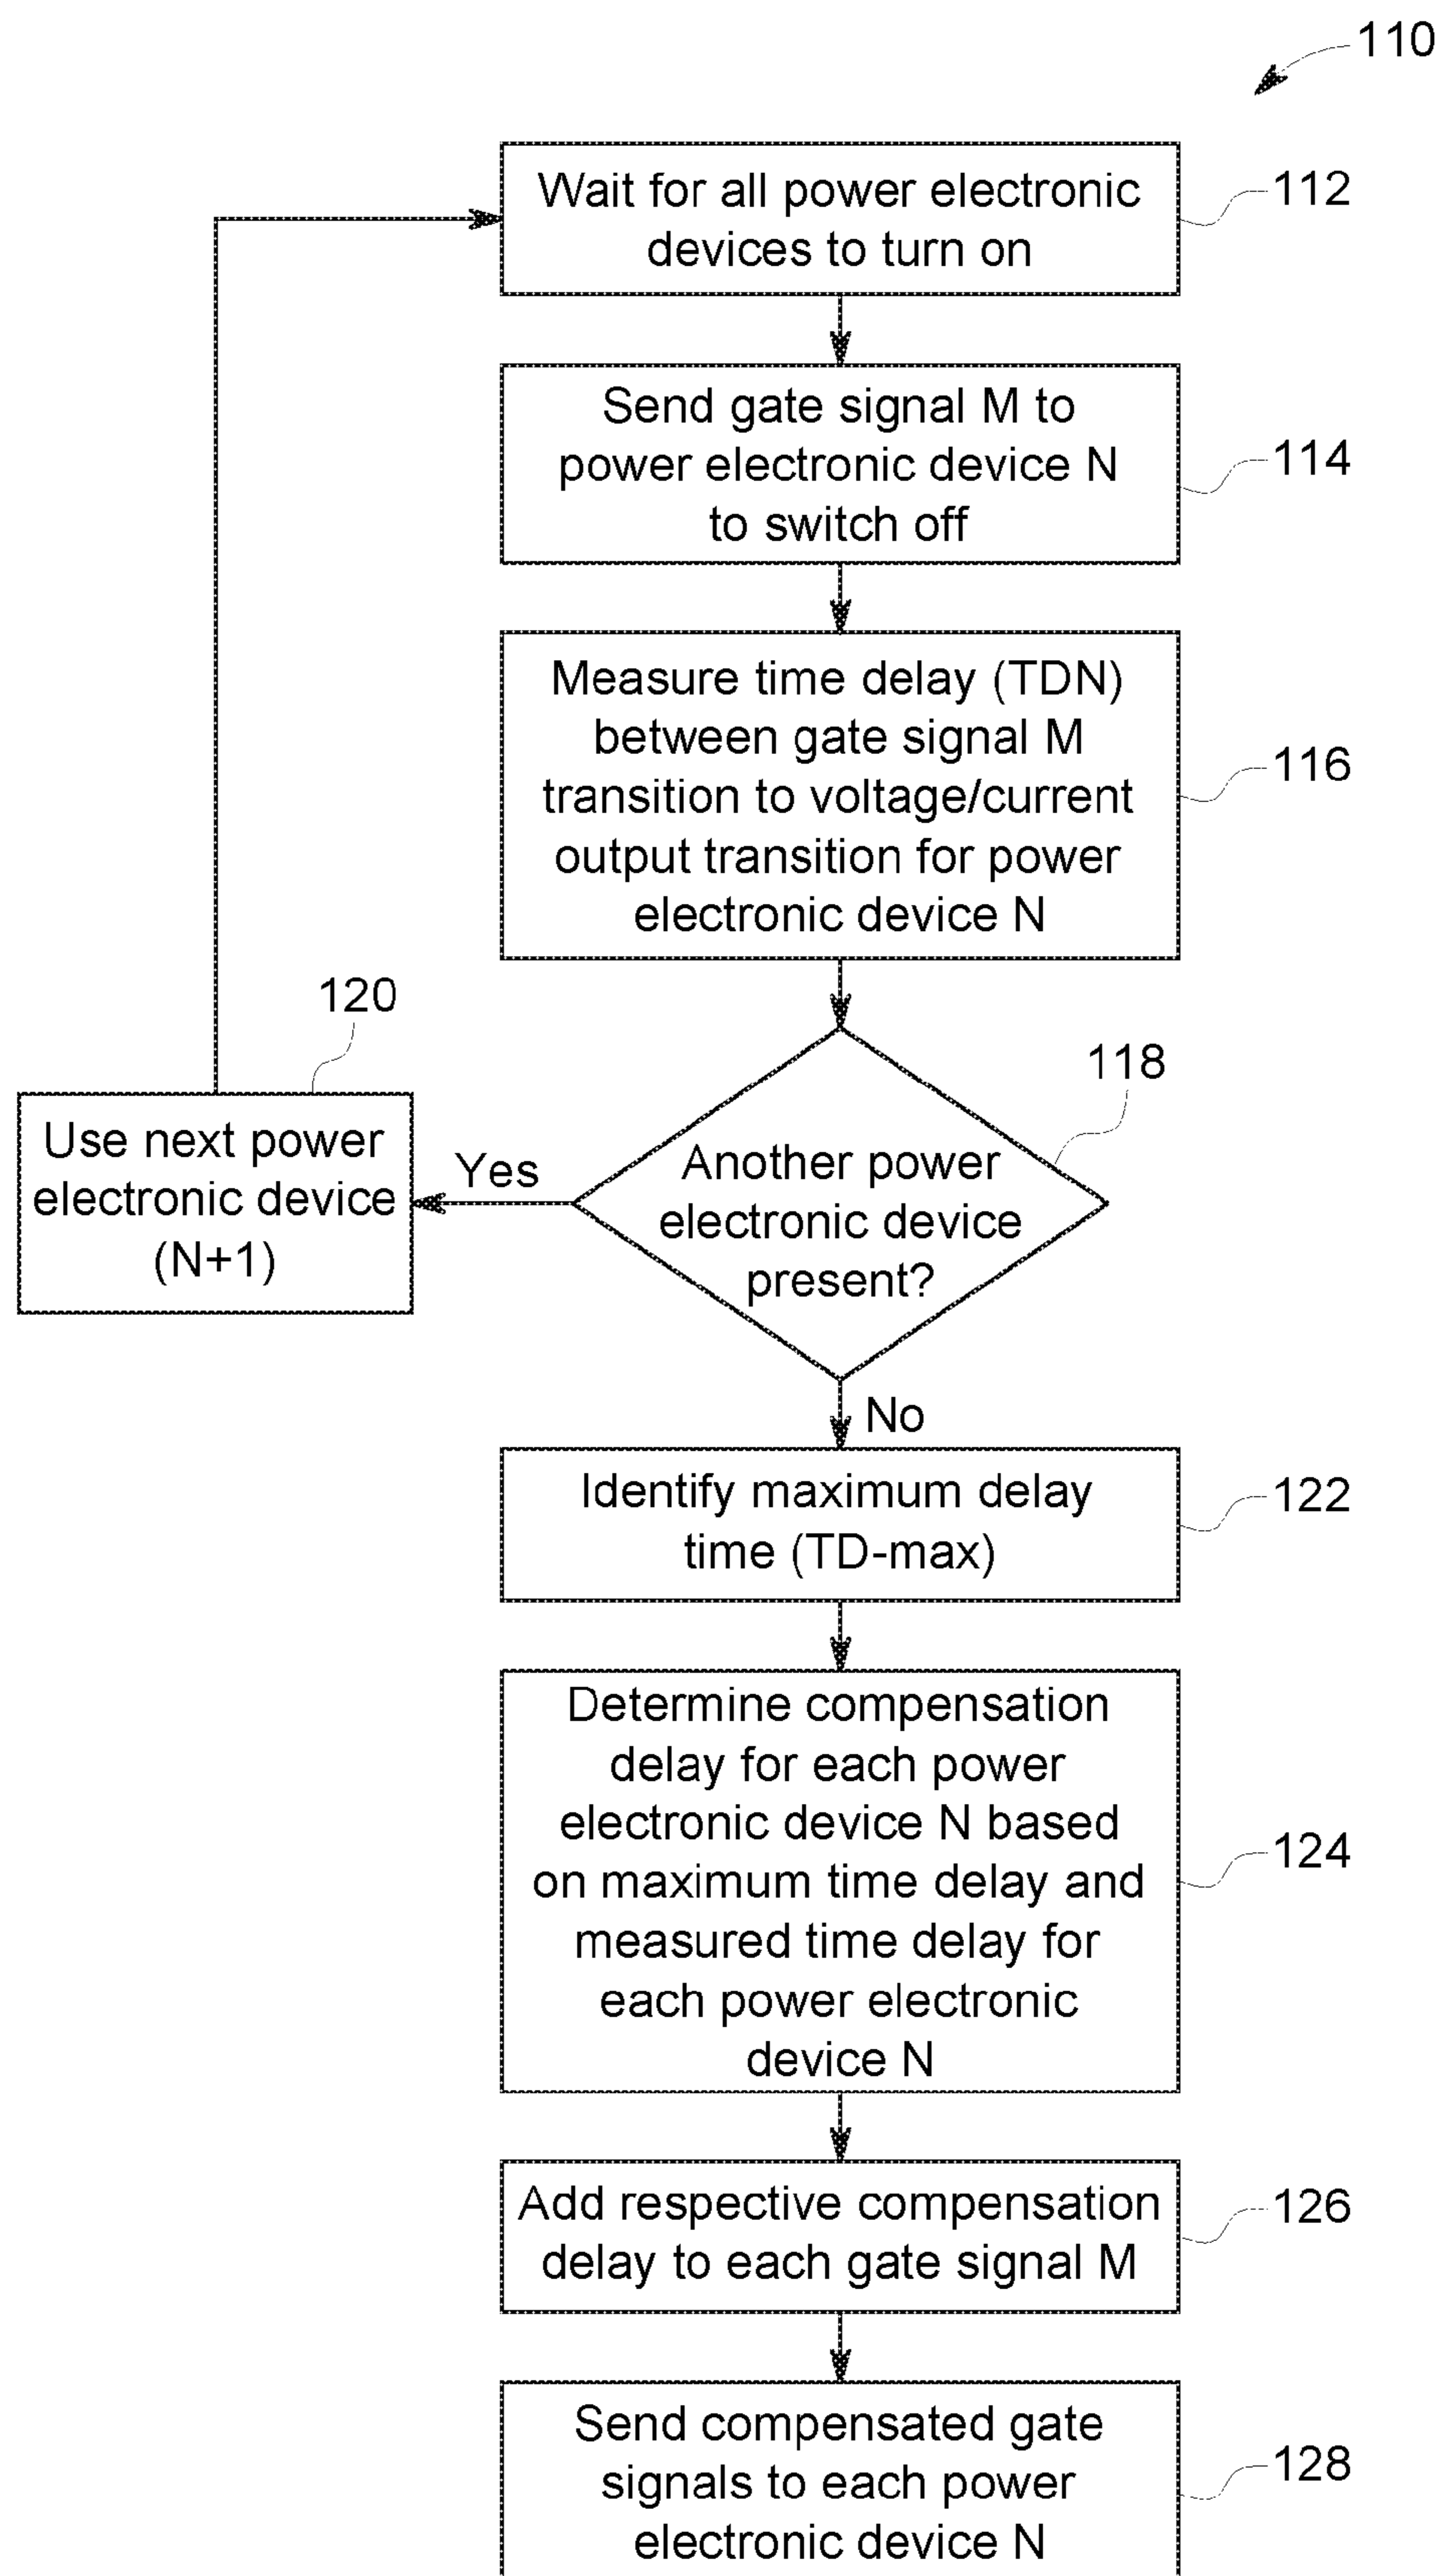 110
Wait for all power electronic
devices to turn on
112
Send gate signal M to
power electronic device N
to switch off
114
Measure time delay (TDN)
between gate signal M
transition to voltage/current
output transition for power
electronic device N
116
120
118
Use next power
electronic device
(N+1)
Yes
Another power
electronic device
present?
No
Identify maximum delay
time (TD-max)
122
Determine compensation
delay for each power
electronic device N based
on maximum time delay and
measured time delay for
each power electronic
device N
124
Add respective compensation
delay to each gate signal M
126
Send compensated gate
signals to each power
electronic device N
128